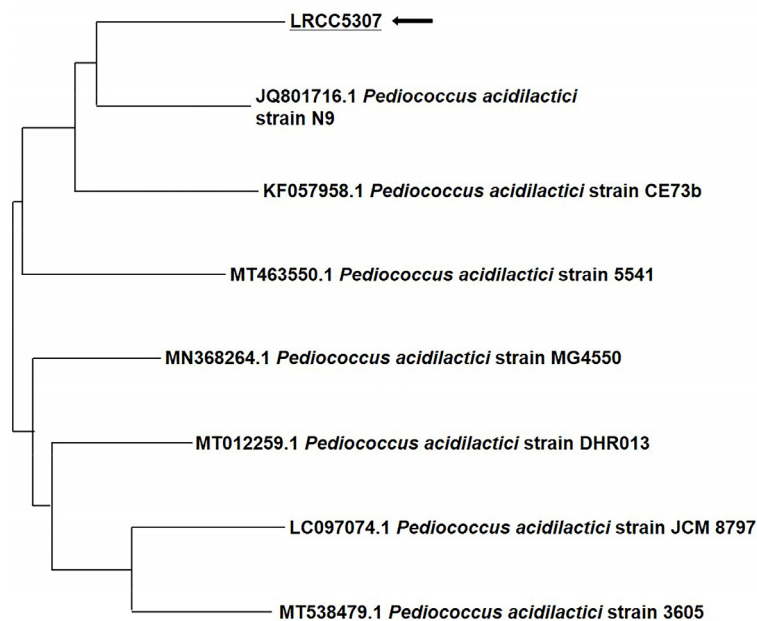 LRCC5307
JQ801716.1 Pediococcus acidilactici
strain N9
KF057958.1 Pediococcus acidilactici strain CE73b
MT463550.1 Pediococcus acidilactici strain 5541
MN368264.1 Pediococcus acidilactici strain MG4550
MT012259.1 Pediococcus acidilactici strain DHR013
LC097074.1 Pediococcus acidilactici strain JCM 8797
MT538479.1 Pediococcus acidilactici strain 3605